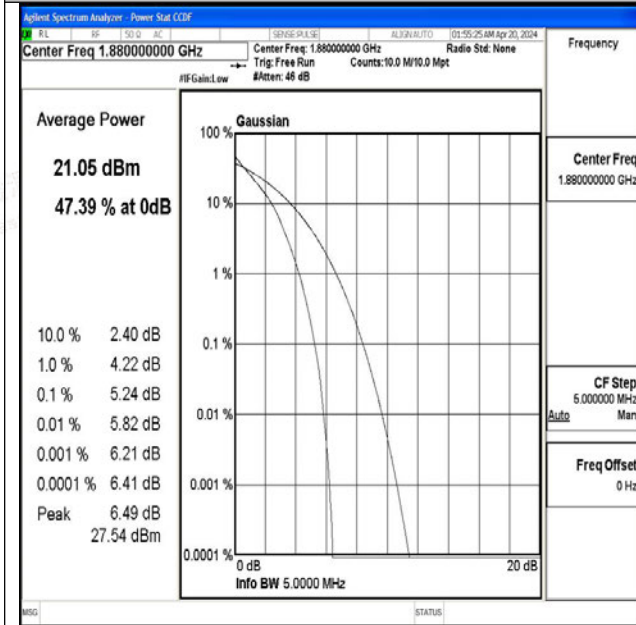 Agilent Spectrum Analyzer - Power Stat CCDF
RL RF 50 Ω AC SENSE:PULSE ALIGN AUTO 01:55:25 AM Apr 20, 2024
Center Freq 1.880000000 GHz
Center Freq: 1.880000000 GHz
Radio Std: None
Trig: Free Run
Counts:10.0 M/10.0 Mpt
#IFGain:Low
#Atten: 46 dB
Frequency
Average Power
21.05 dBm
47.39 % at 0dB
10.0 % 2.40 dB
1.0 % 4.22 dB
0.1 % 5.24 dB
0.01 % 5.82 dB
0.001 % 6.21 dB
0.0001 % 6.41 dB
Peak 6.49 dB
27.54 dBm
Gaussian
100 %
10 %
1 %
0.1 %
0.01 %
0.001 %
0.0001 %
0 dB
20 dB
Info BW 5.0000 MHz
Center Freq
1.880000000 GHz
CF Step
5.000000 MHz
Auto Man
Freq Offset
0 Hz
MSG
STATUS